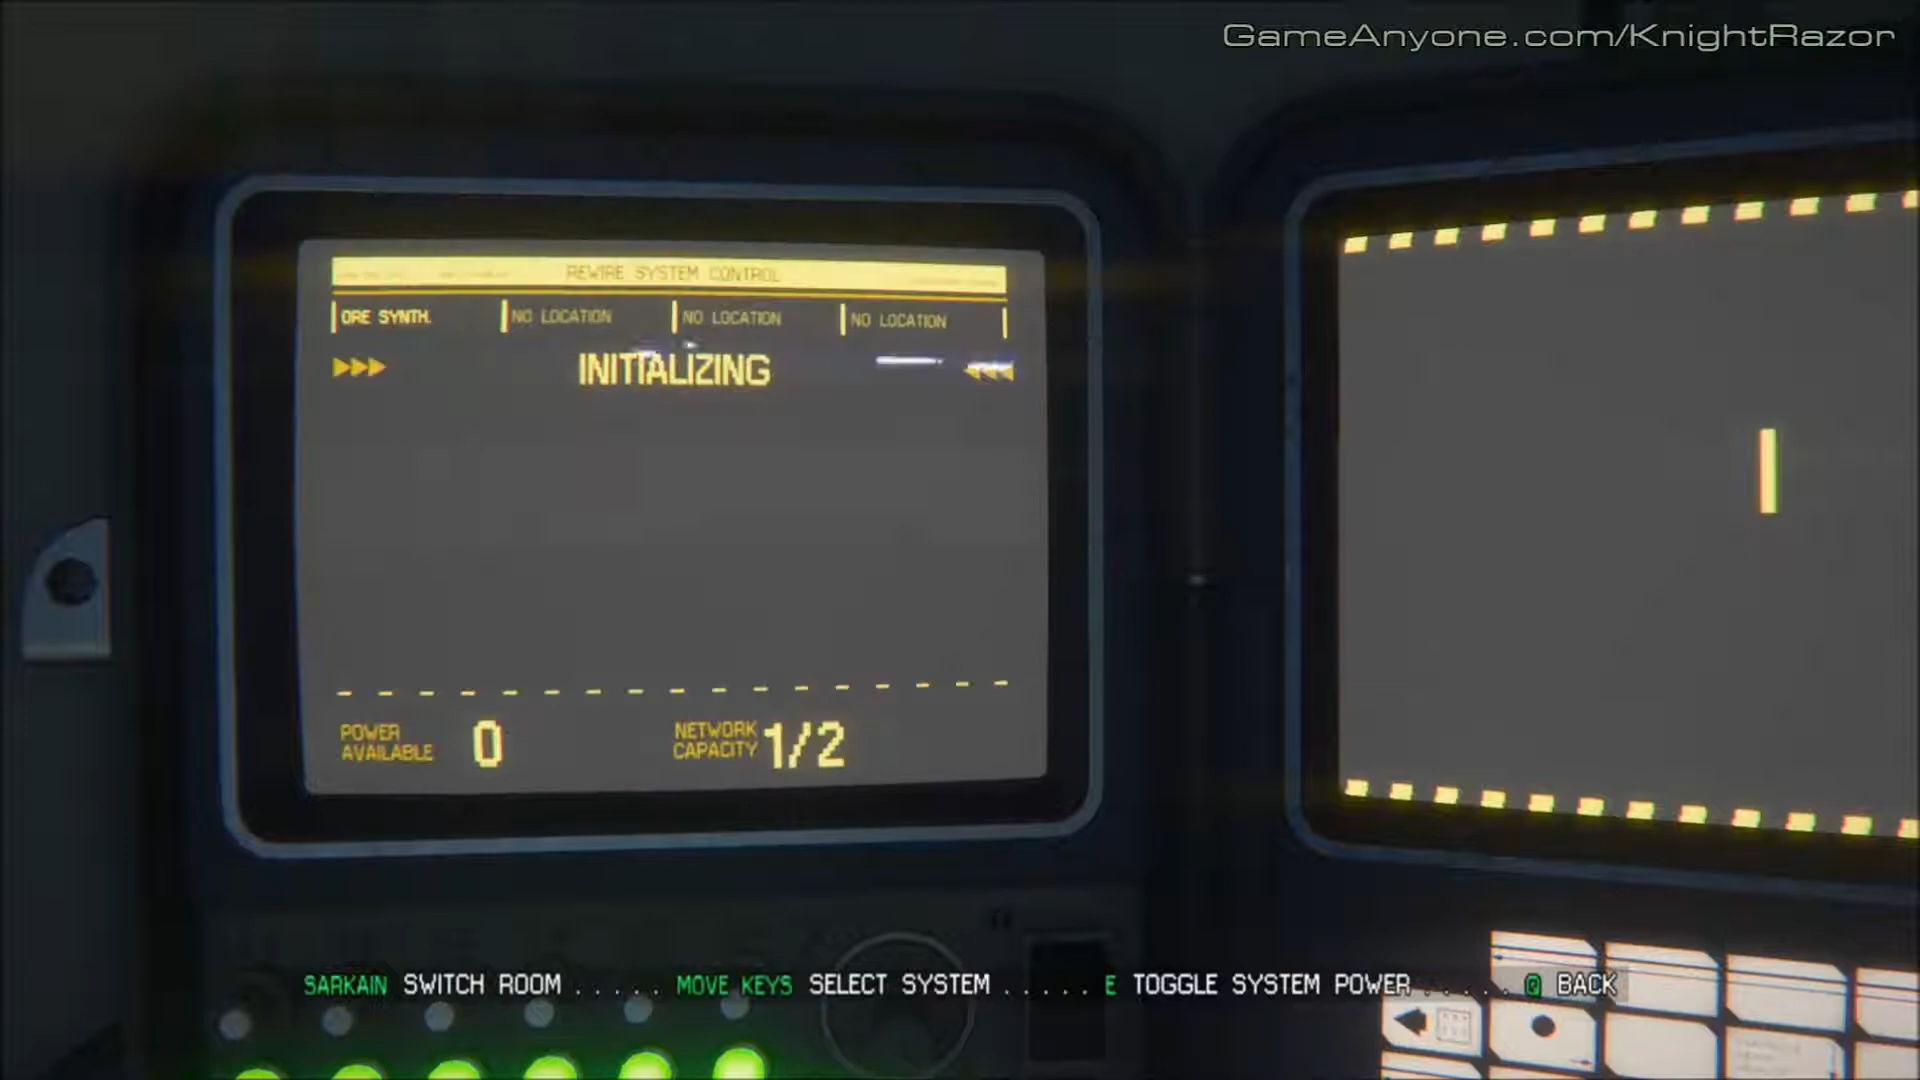 GameAnyone.com/KnightRazor
REWIRE SYSTEM CONTROL
ORE SYNTH. NO LOCATION NO LOCATION NO LOCATION
INITIALIZING
POWER AVAILABLE 0 NETWORK CAPACITY 1/2
SARKAIN SWITCH ROOM ..... MOVE KEYS SELECT SYSTEM ..... E TOGGLE SYSTEM POWER ..... Q BACK